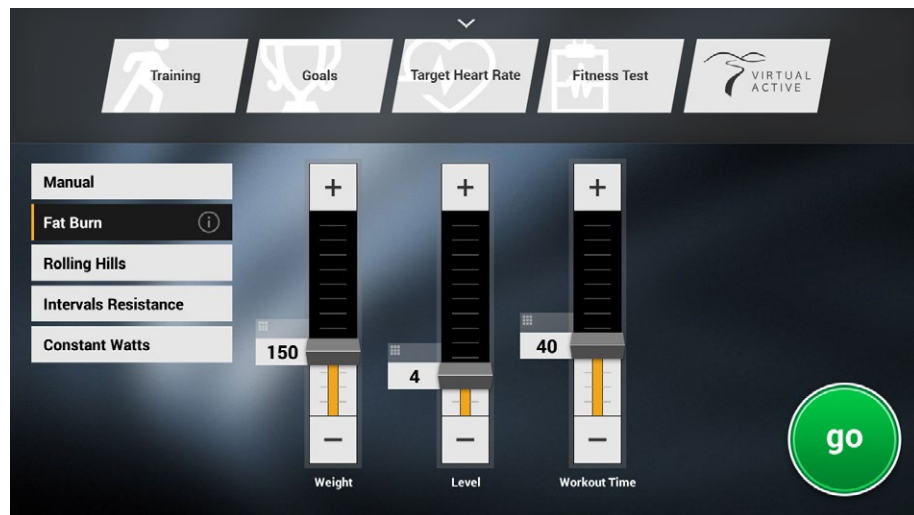 Training
Goals
Target Heart Rate
Fitness Test
VIRTUAL
ACTIVE
Manual
Fat Burn
i
Rolling Hills
Intervals Resistance
Constant Watts
+
+
+
150
4
40
−
−
−
Weight
Level
Workout Time
go